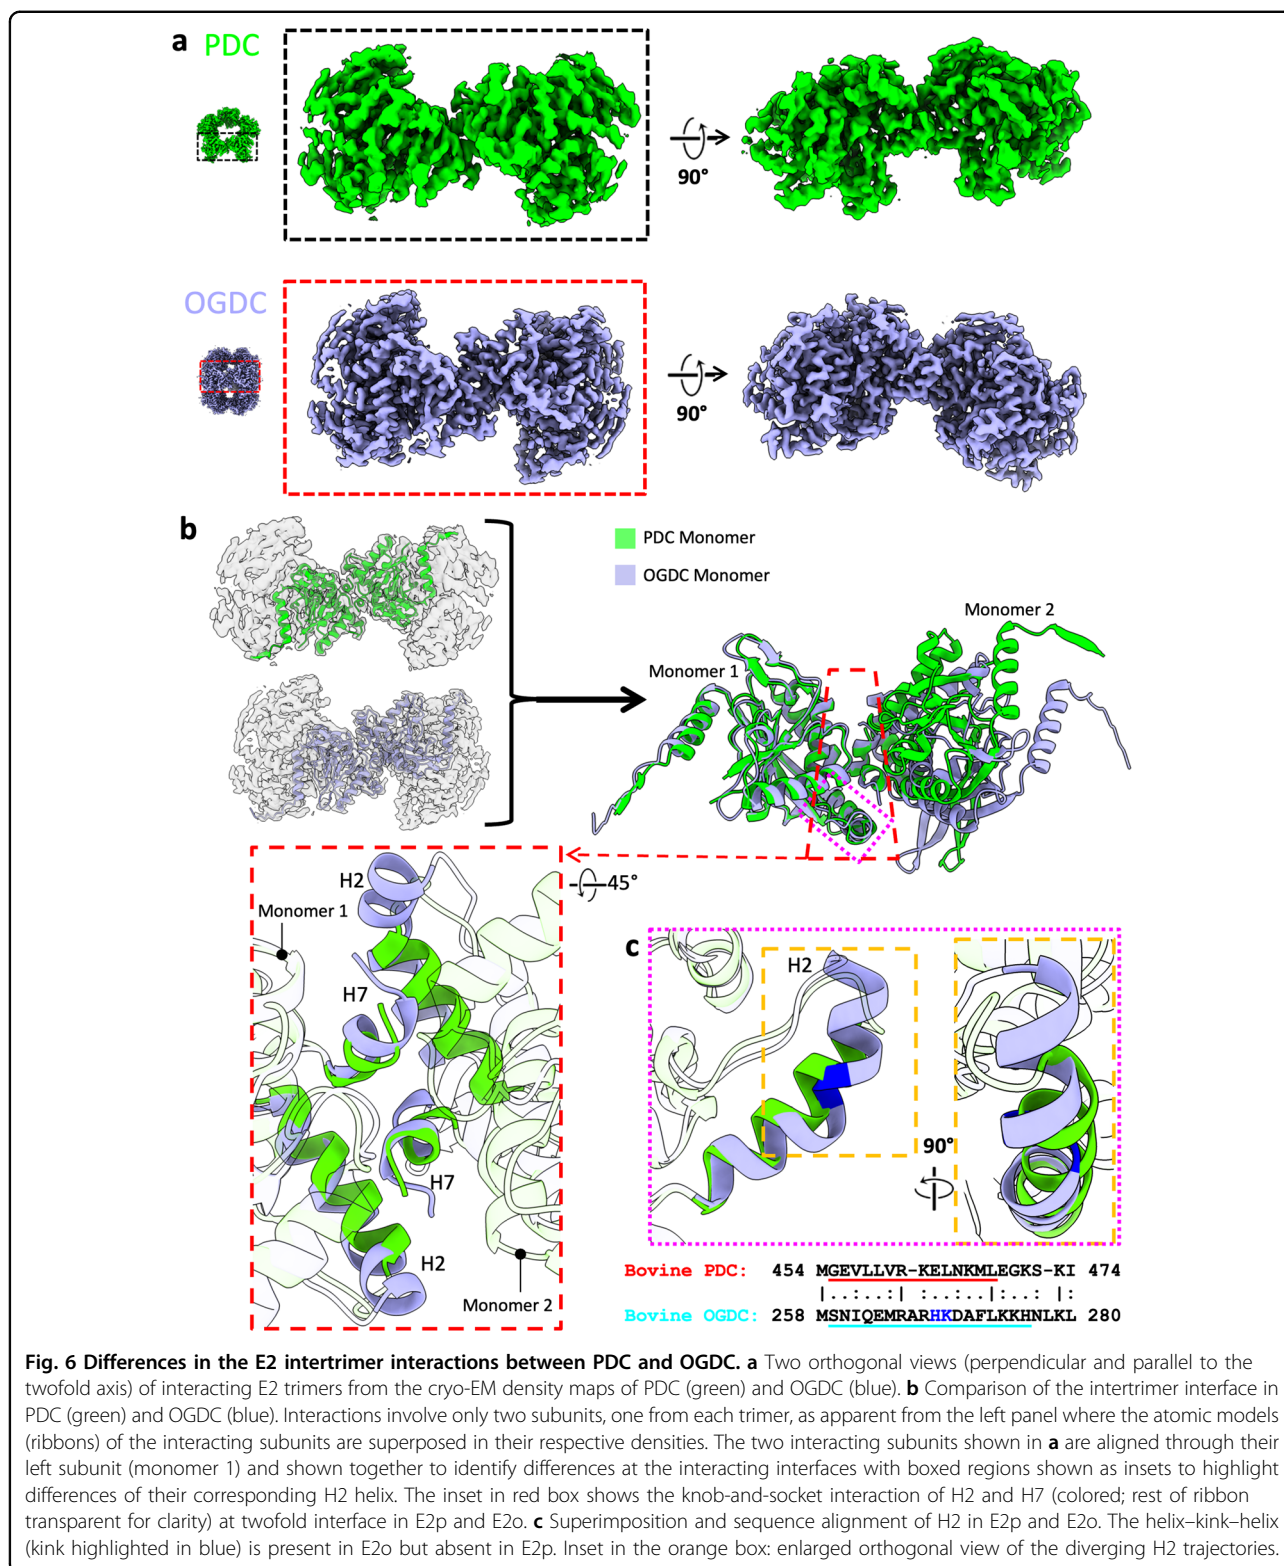 a PDC
90°
OGDC
90°
b
PDC Monomer
OGDC Monomer
Monomer 2
Monomer 1
45°
H2
Monomer 1
H7
H7
H2
Monomer 2
c
H2
90°
Bovine PDC: 454 MGEVLLVR-KELNKMLEGKS-KI 474
|..:..:| :..:..|:.. |:
Bovine OGDC: 258 MSNIQEMRARHKDAFLKKHNLKL 280
Fig. 6 Differences in the E2 intertrimer interactions between PDC and OGDC. a Two orthogonal views (perpendicular and parallel to the
twofold axis) of interacting E2 trimers from the cryo-EM density maps of PDC (green) and OGDC (blue). b Comparison of the intertrimer interface in
PDC (green) and OGDC (blue). Interactions involve only two subunits, one from each trimer, as apparent from the left panel where the atomic models
(ribbons) of the interacting subunits are superposed in their respective densities. The two interacting subunits shown in a are aligned through their
left subunit (monomer 1) and shown together to identify differences at the interacting interfaces with boxed regions shown as insets to highlight
differences of their corresponding H2 helix. The inset in red box shows the knob-and-socket interaction of H2 and H7 (colored; rest of ribbon
transparent for clarity) at twofold interface in E2p and E2o. c Superimposition and sequence alignment of H2 in E2p and E2o. The helix–kink–helix
(kink highlighted in blue) is present in E2o but absent in E2p. Inset in the orange box: enlarged orthogonal view of the diverging H2 trajectories.